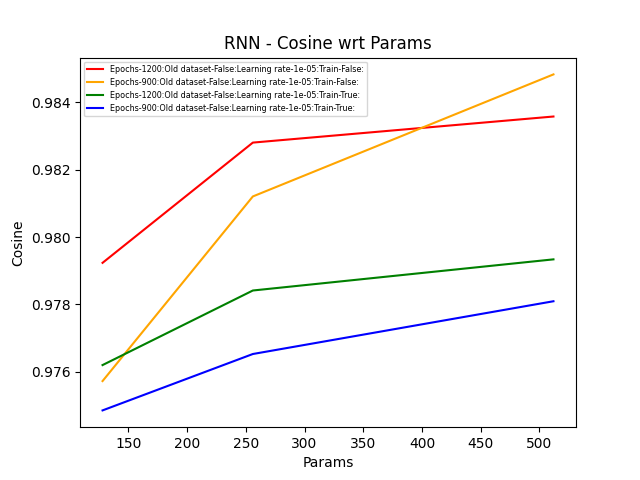 RNN - Cosine wrt Params
Epochs-1200:Old dataset-False:Learning rate-1e-05:Train-False:
Epochs-900:Old dataset-False:Learning rate-1e-05:Train-False:
Epochs-1200:Old dataset-False:Learning rate-1e-05:Train-True:
Epochs-900:Old dataset-False:Learning rate-1e-05:Train-True:
0.984
0.982
0.980
0.978
0.976
Cosine
150 200 250 300 350 400 450 500
Params